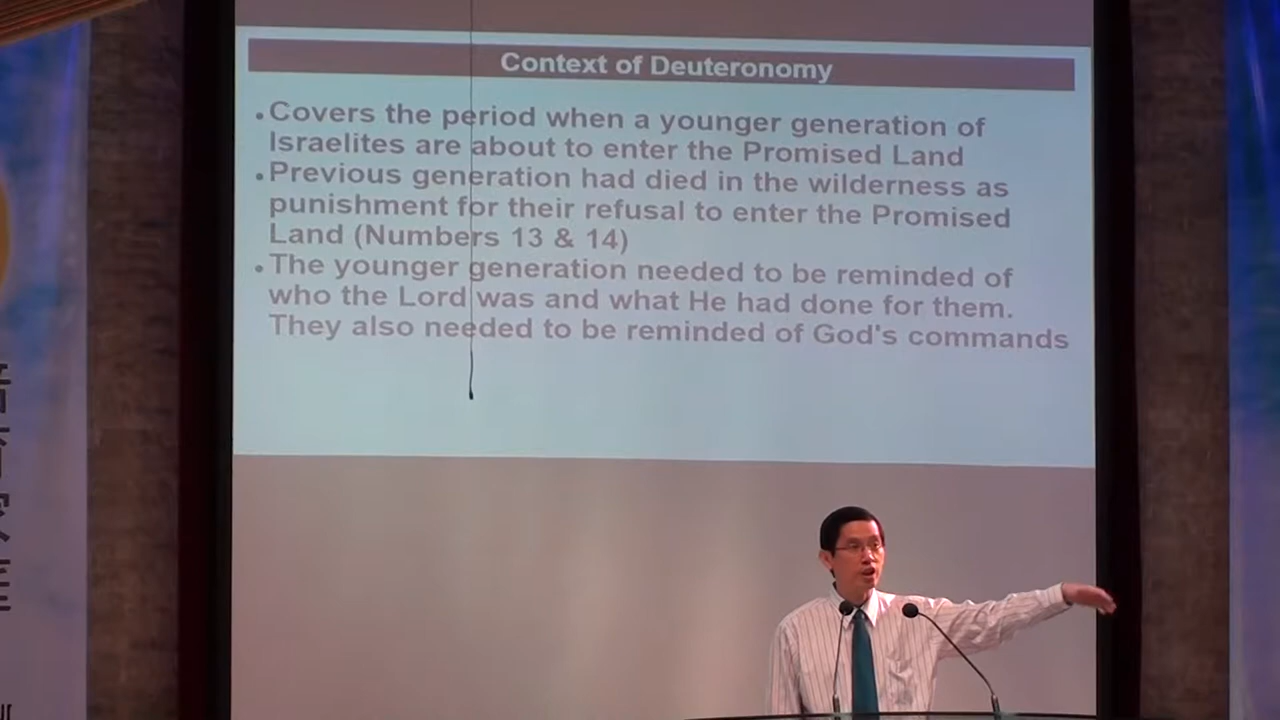 Context of Deuteronomy
•Covers the period when a younger generation of
Israelites are about to enter the Promised Land
•Previous generation had died in the wilderness as
punishment for their refusal to enter the Promised
Land (Numbers 13 & 14)
•The younger generation needed to be reminded of
who the Lord was and what He had done for them.
They also needed to be reminded of God's commands